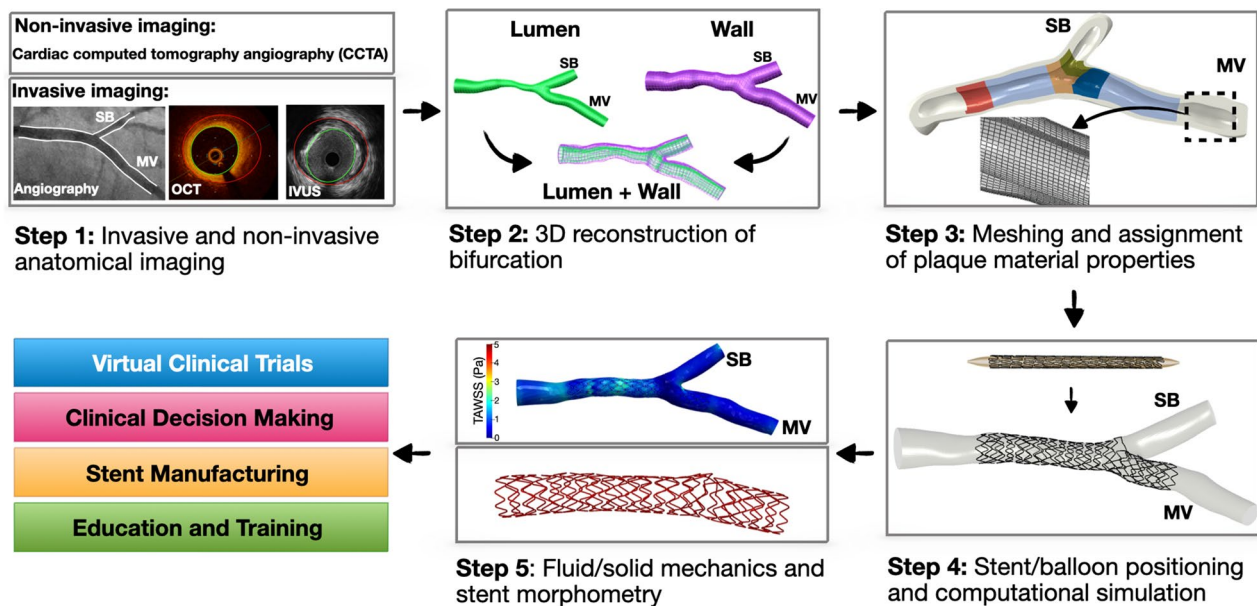 Non-invasive imaging:
Cardiac computed tomography angiography (CCTA)
Invasive imaging:
SB
MV
Angiography
OCT
IVUS
Step 1: Invasive and non-invasive
anatomical imaging
Lumen
Wall
SB
MV
SB
MV
Lumen + Wall
Step 2: 3D reconstruction of
bifurcation
SB
MV
Step 3: Meshing and assignment
of plaque material properties
SB
MV
Step 4: Stent/balloon positioning
and computational simulation
TAWSS (Pa)
5
4
3
2
1
0
SB
MV
Step 5: Fluid/solid mechanics and
stent morphometry
Virtual Clinical Trials
Clinical Decision Making
Stent Manufacturing
Education and Training